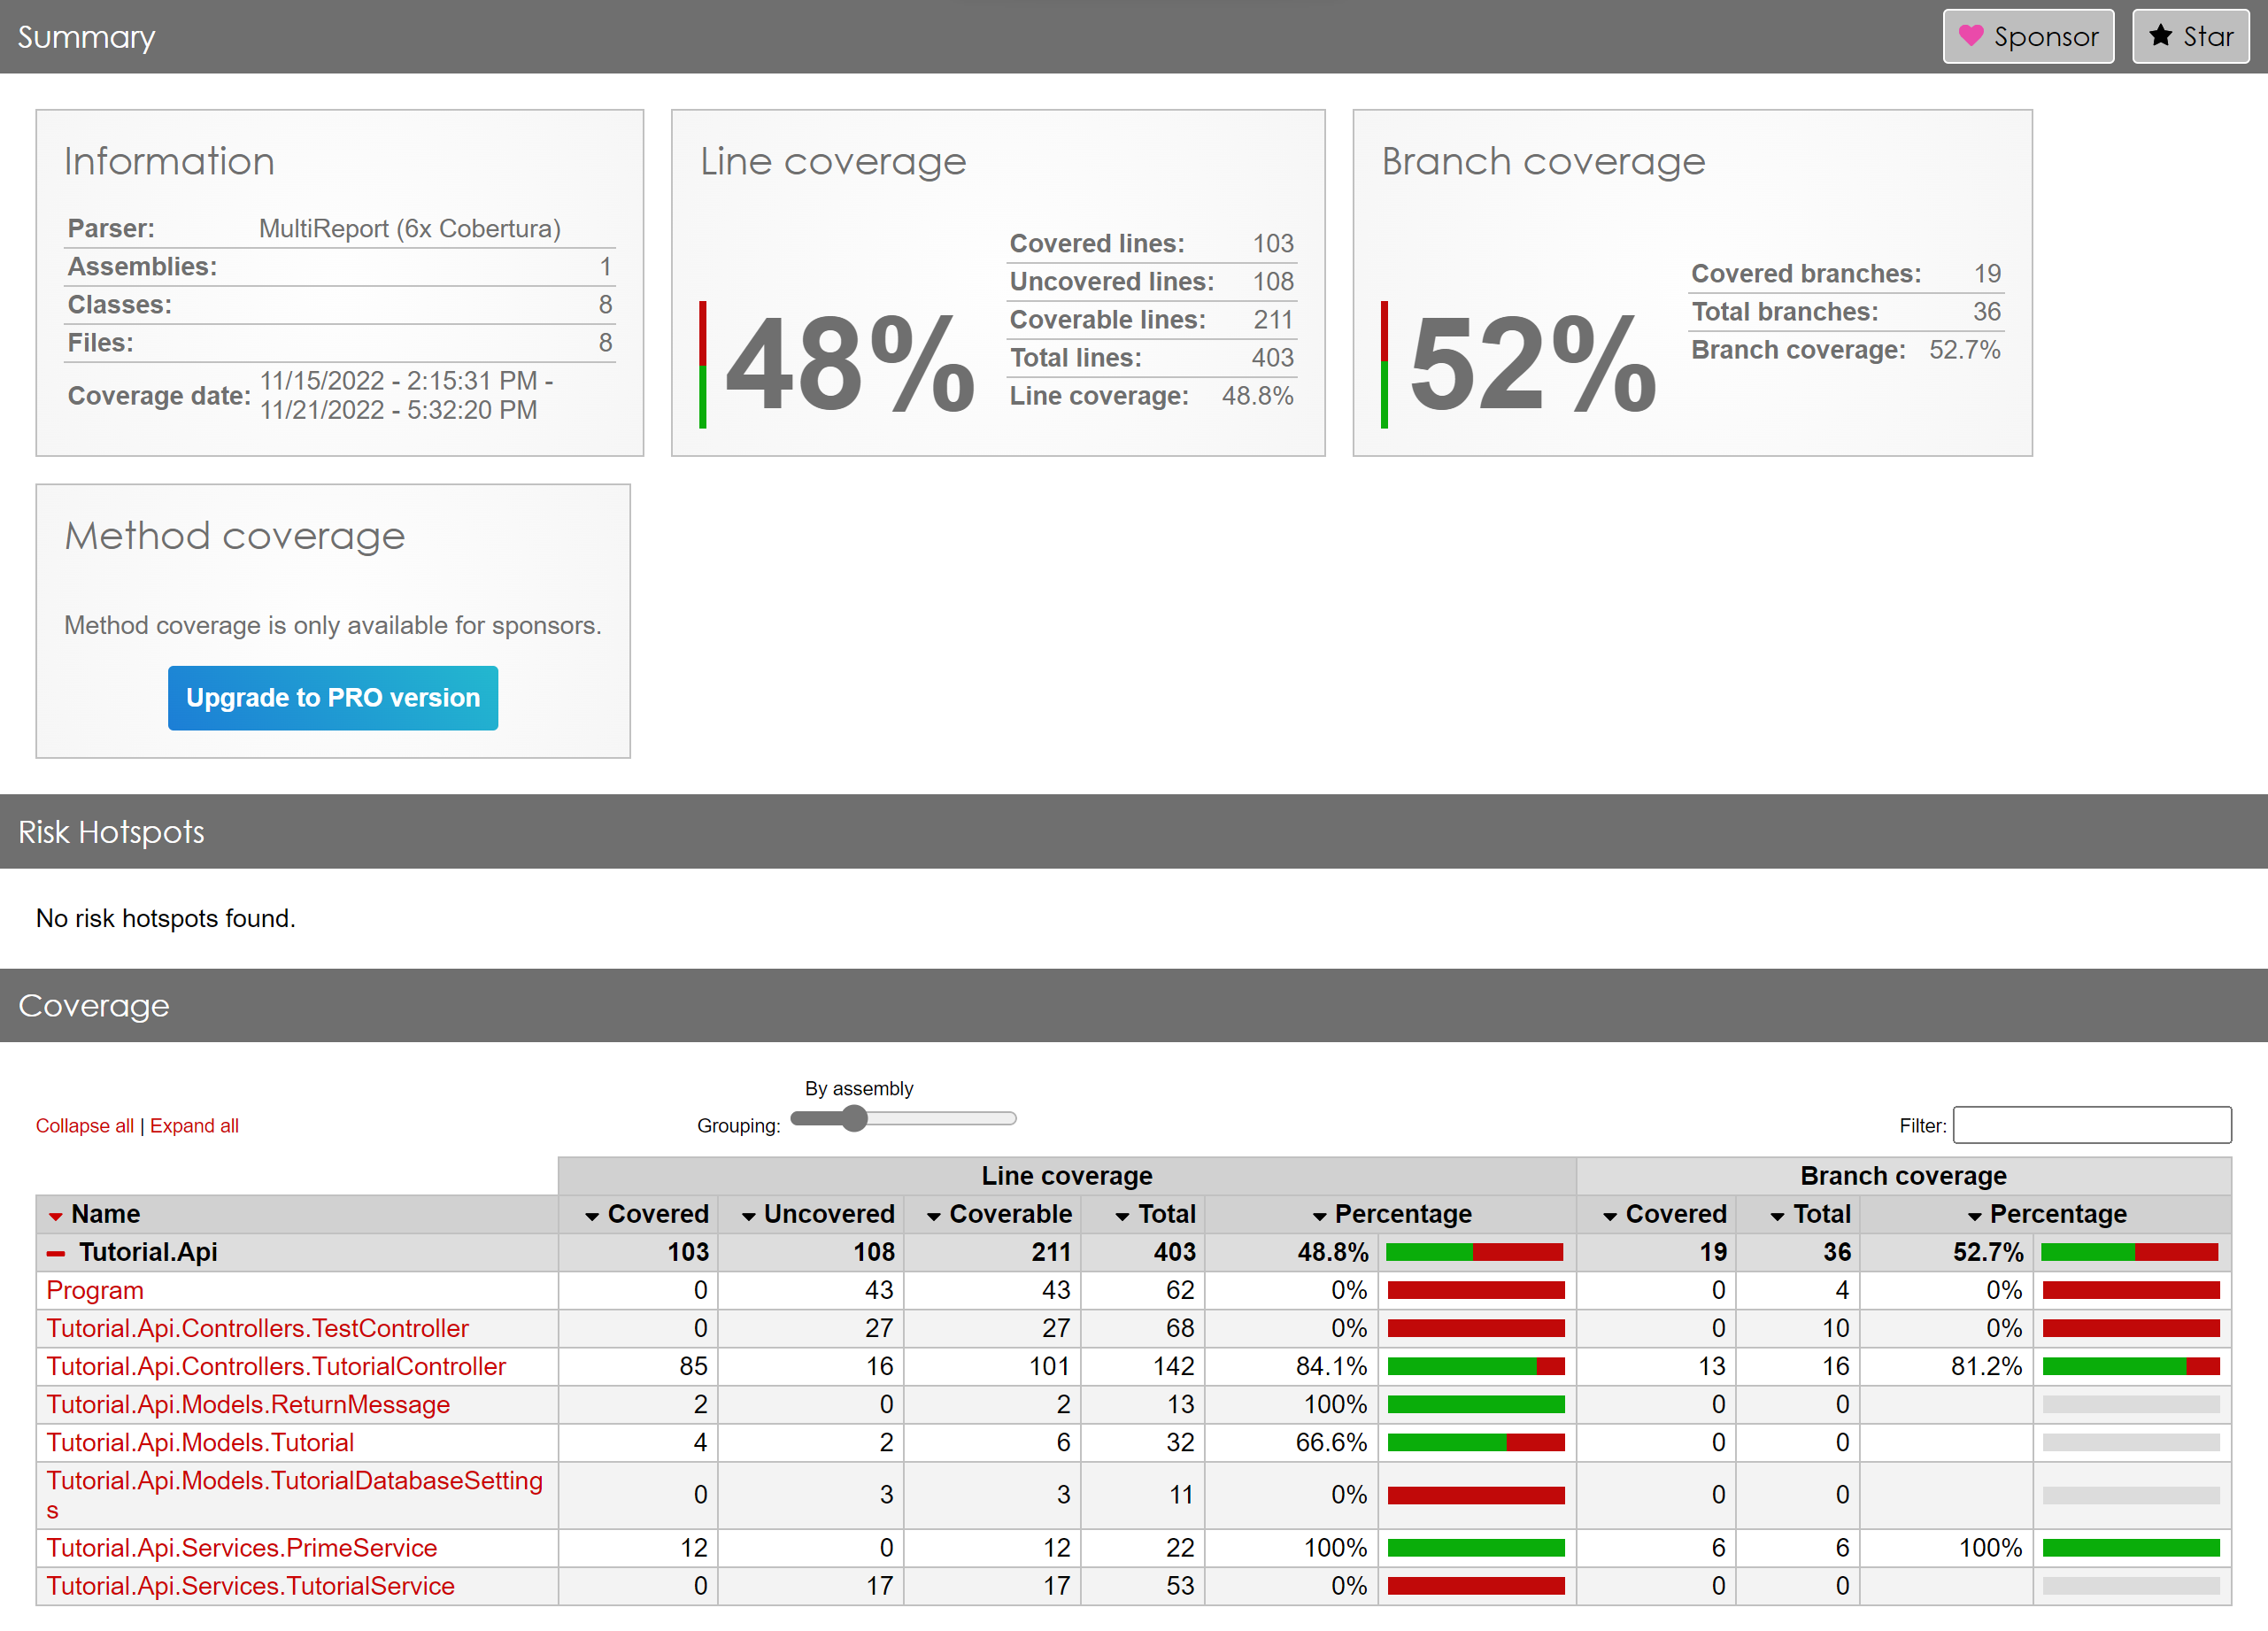 Summary
Sponsor
Star
Information
Parser: MultiReport (6x Cobertura)
Assemblies: 1
Classes: 8
Files: 8
Coverage date: 11/15/2022 - 2:15:31 PM -
11/21/2022 - 5:32:20 PM
Line coverage
48%
Covered lines: 103
Uncovered lines: 108
Coverable lines: 211
Total lines: 403
Line coverage: 48.8%
Branch coverage
52%
Covered branches: 19
Total branches: 36
Branch coverage: 52.7%
Method coverage
Method coverage is only available for sponsors.
Upgrade to PRO version
Risk Hotspots
No risk hotspots found.
Coverage
Collapse all | Expand all
By assembly
Grouping:
Filter:
Line coverage Branch coverage
Name Covered Uncovered Coverable Total Percentage Covered Total Percentage
Tutorial.Api 103 108 211 403 48.8% 19 36 52.7%
Program 0 43 43 62 0% 0 4 0%
Tutorial.Api.Controllers.TestController 0 27 27 68 0% 0 10 0%
Tutorial.Api.Controllers.TutorialController 85 16 101 142 84.1% 13 16 81.2%
Tutorial.Api.Models.ReturnMessage 2 0 2 13 100% 0 0
Tutorial.Api.Models.Tutorial 4 2 6 32 66.6% 0 0
Tutorial.Api.Models.TutorialDatabaseSetting
s 0 3 3 11 0% 0 0
Tutorial.Api.Services.PrimeService 12 0 12 22 100% 6 6 100%
Tutorial.Api.Services.TutorialService 0 17 17 53 0% 0 0